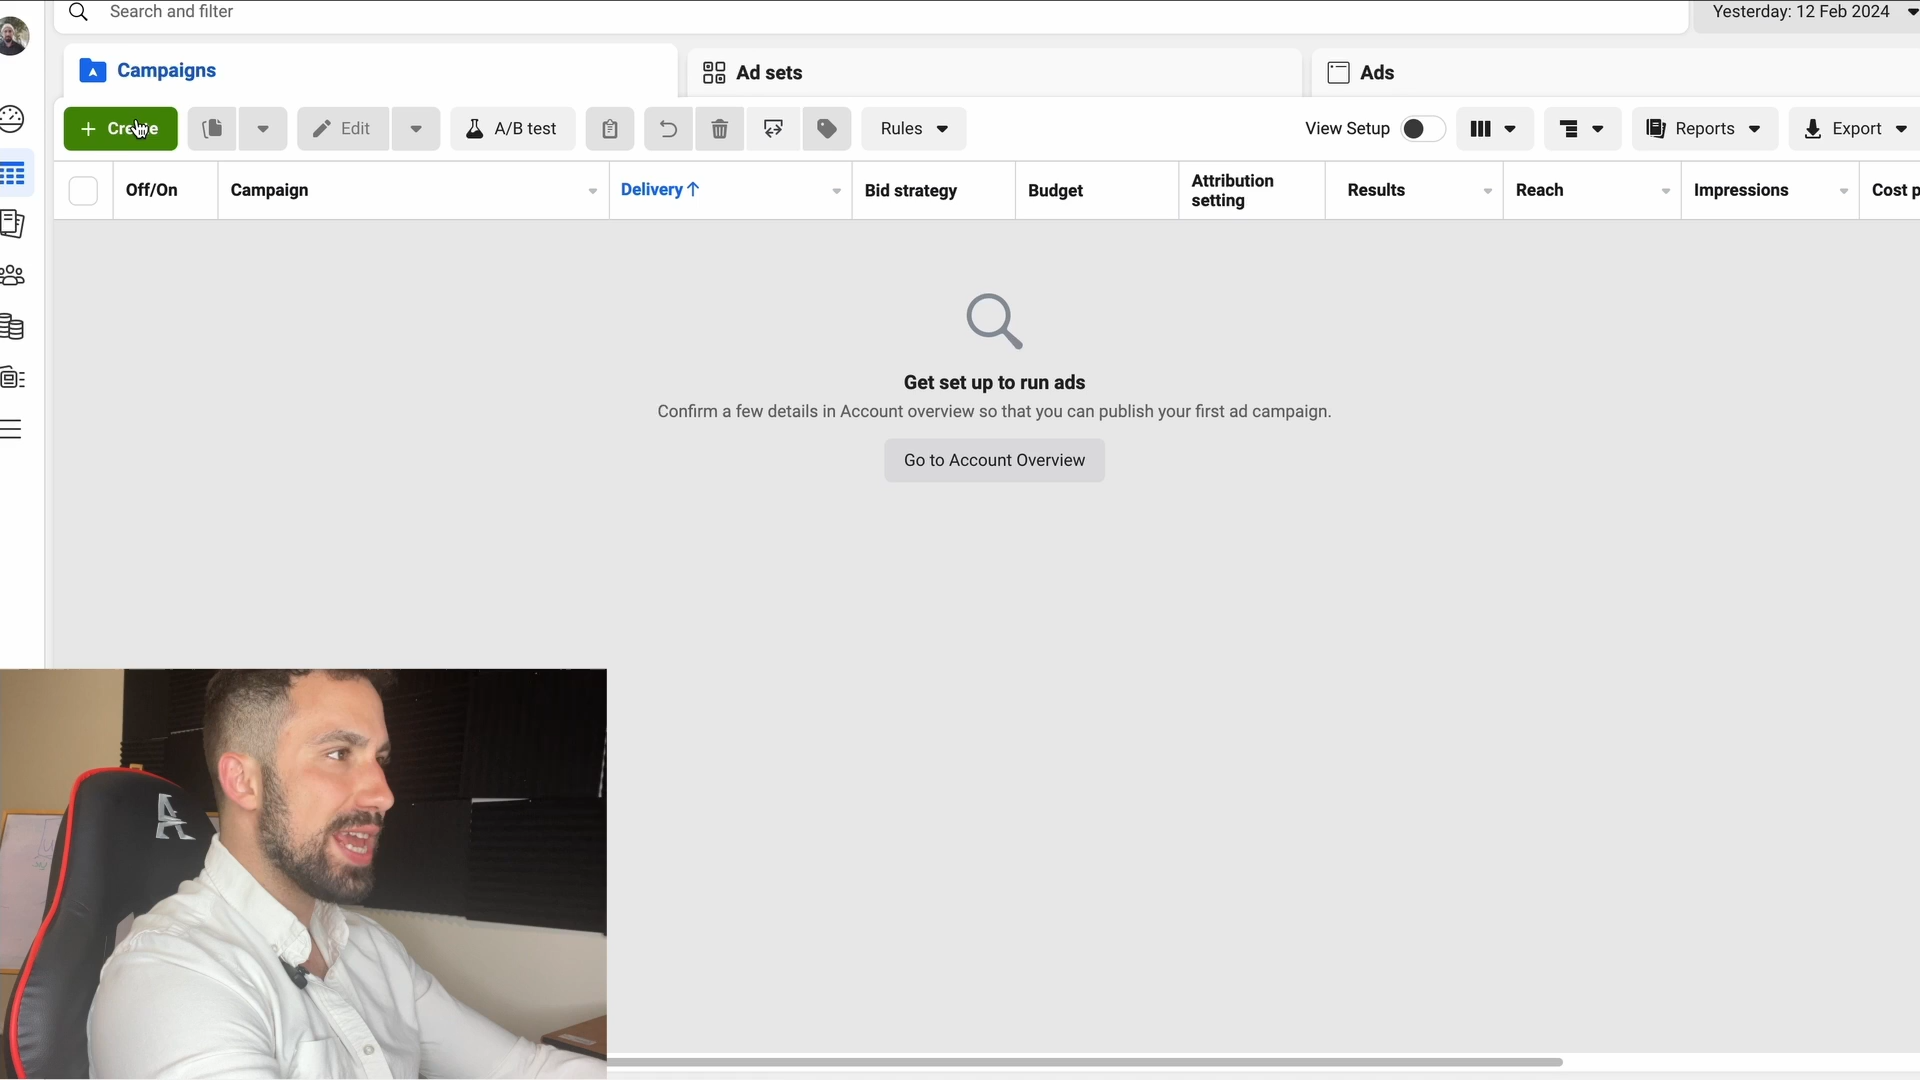 Search and filter
Yesterday: 12 Feb 2024
Campaigns
Ad sets
Ads
+ Create
Edit
A/B test
Rules
View Setup
Reports
Export
Off/On
Campaign
Delivery ↑
Bid strategy
Budget
Attribution
setting
Results
Reach
Impressions
Cost p
Get set up to run ads
Confirm a few details in Account overview so that you can publish your first ad campaign.
Go to Account Overview